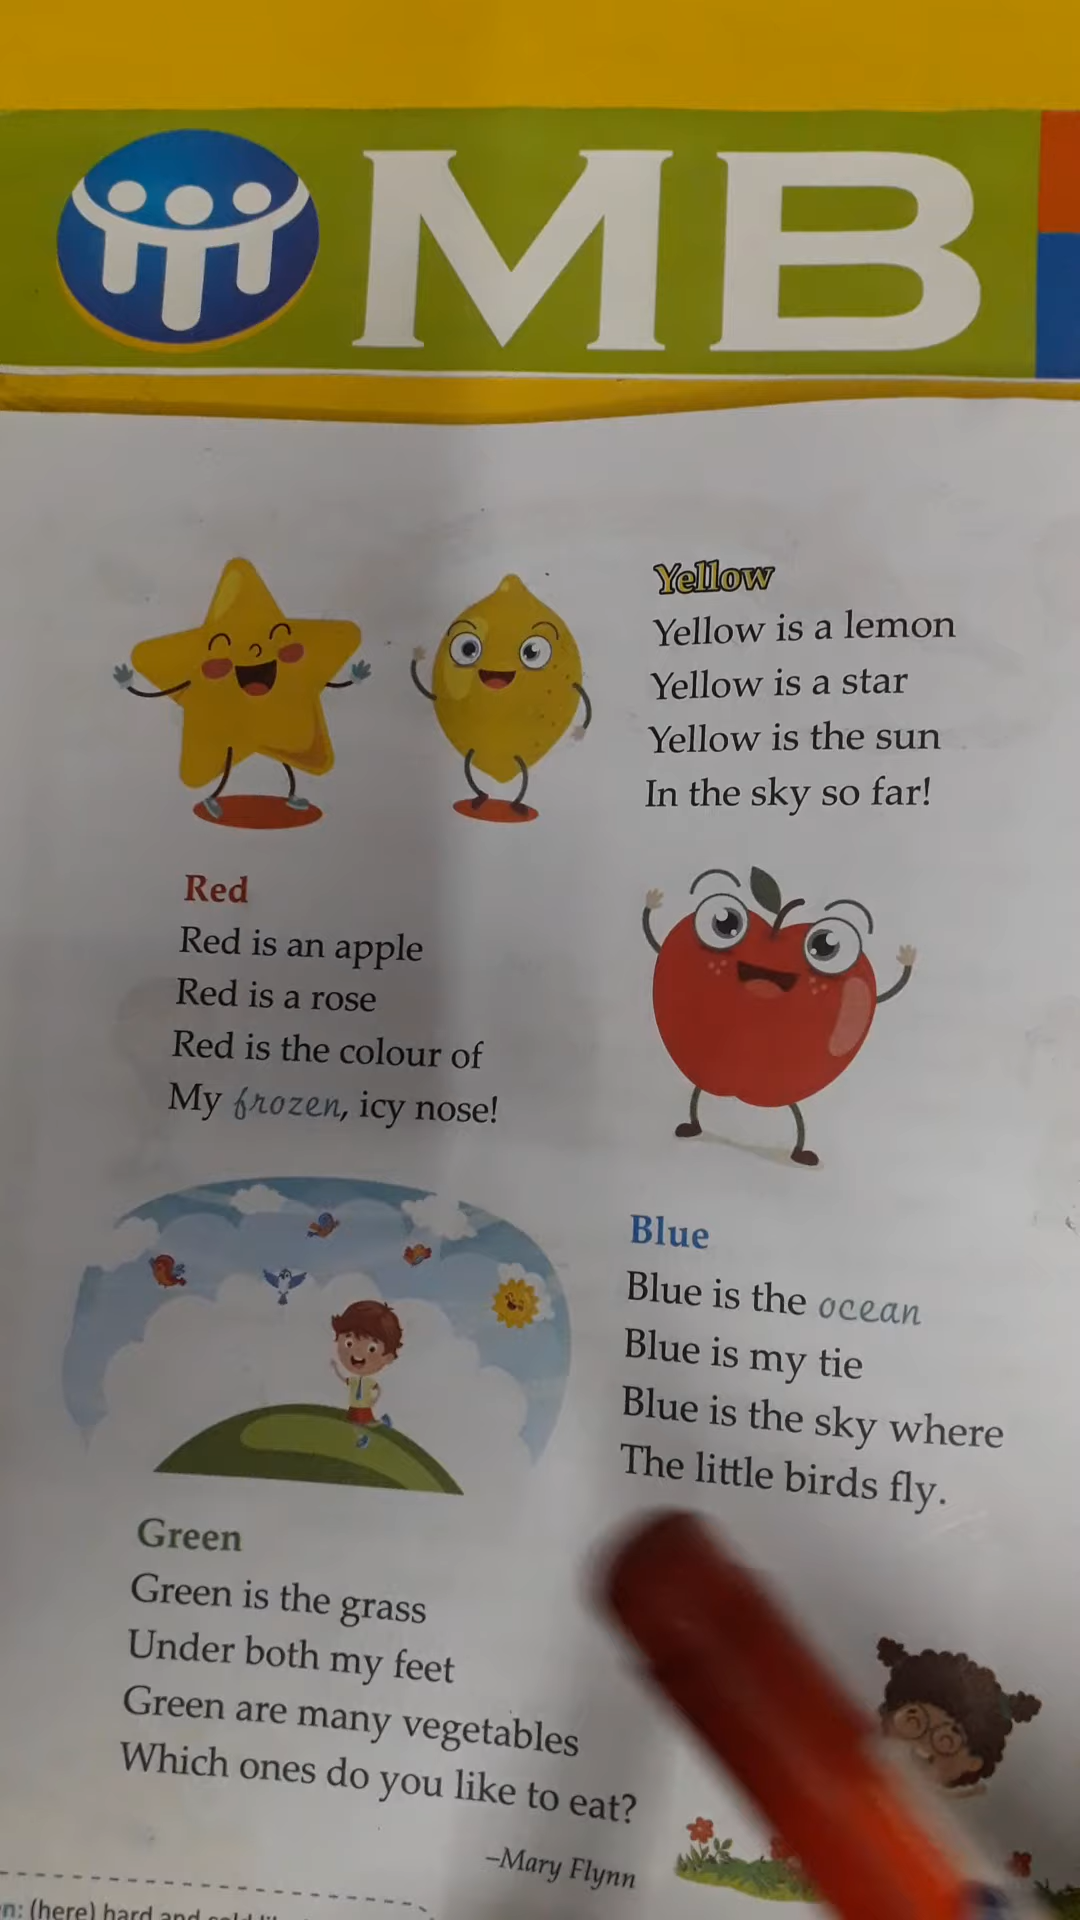 MB
Yellow
Yellow is a lemon
Yellow is a star
Yellow is the sun
In the sky so far!
Red
Red is an apple
Red is a rose
Red is the colour of
My frozen, icy nose!
Blue
Blue is the ocean
Blue is my tie
Blue is the sky where
The little birds fly.
Green
Green is the grass
Under both my feet
Green are many vegetables
Which ones do you like to eat?
–Mary Flynn
(here) hard and